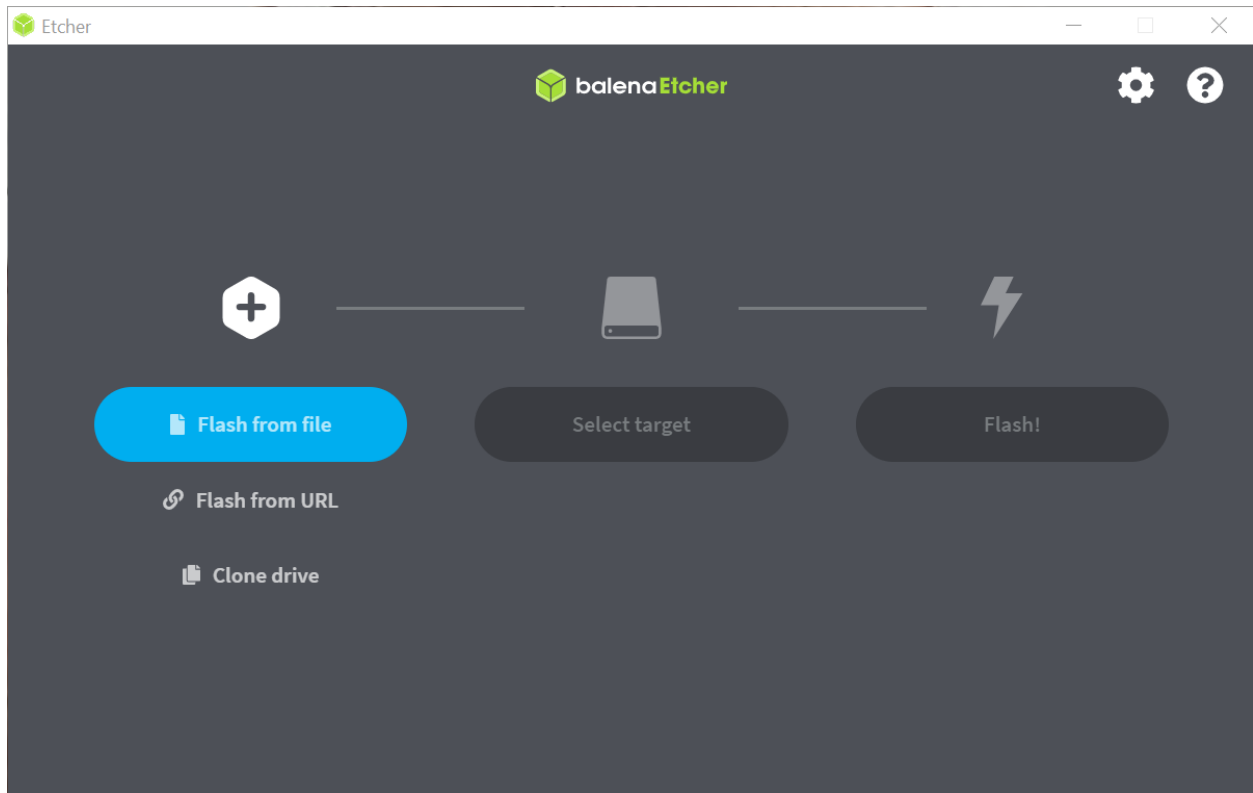 Etcher
balenaEtcher
Flash from file
Select target
Flash!
Flash from URL
Clone drive